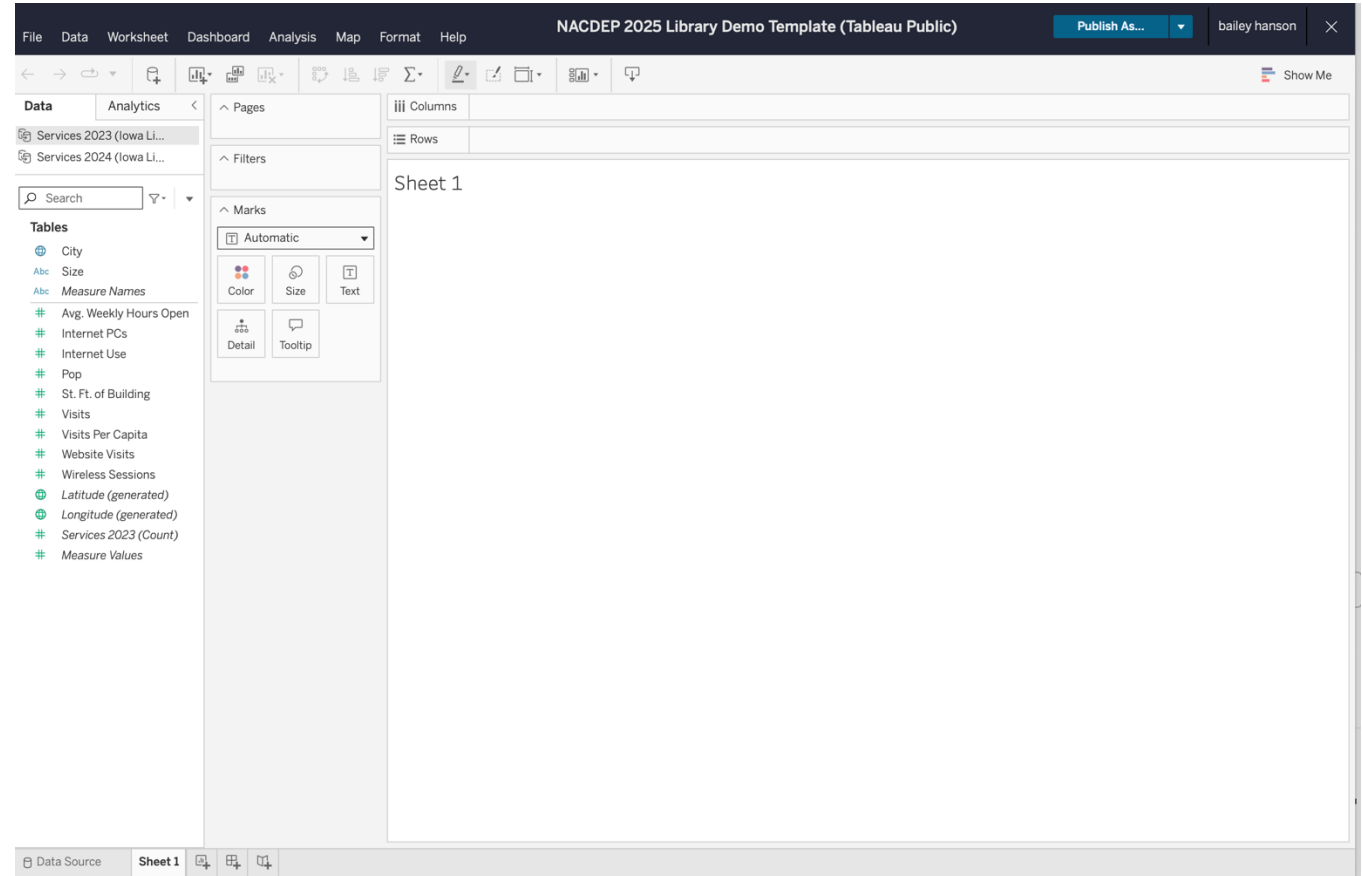 NACDEP 2025 Library Demo Template (Tableau Public)
Publish As...
bailey hanson
File Data Worksheet Dashboard Analysis Map Format Help
Show Me
Data Analytics
Services 2023 (Iowa Li...
Services 2024 (Iowa Li...
Search
Tables
City
Abc Size
Abc Measure Names
Avg. Weekly Hours Open
Internet PCs
Internet Use
Pop
St. Ft. of Building
Visits
Visits Per Capita
Website Visits
Wireless Sessions
Latitude (generated)
Longitude (generated)
Services 2023 (Count)
Measure Values
Pages
Filters
Marks
Automatic
Color Size Text
Detail Tooltip
Columns
Rows
Sheet 1
Data Source Sheet 1